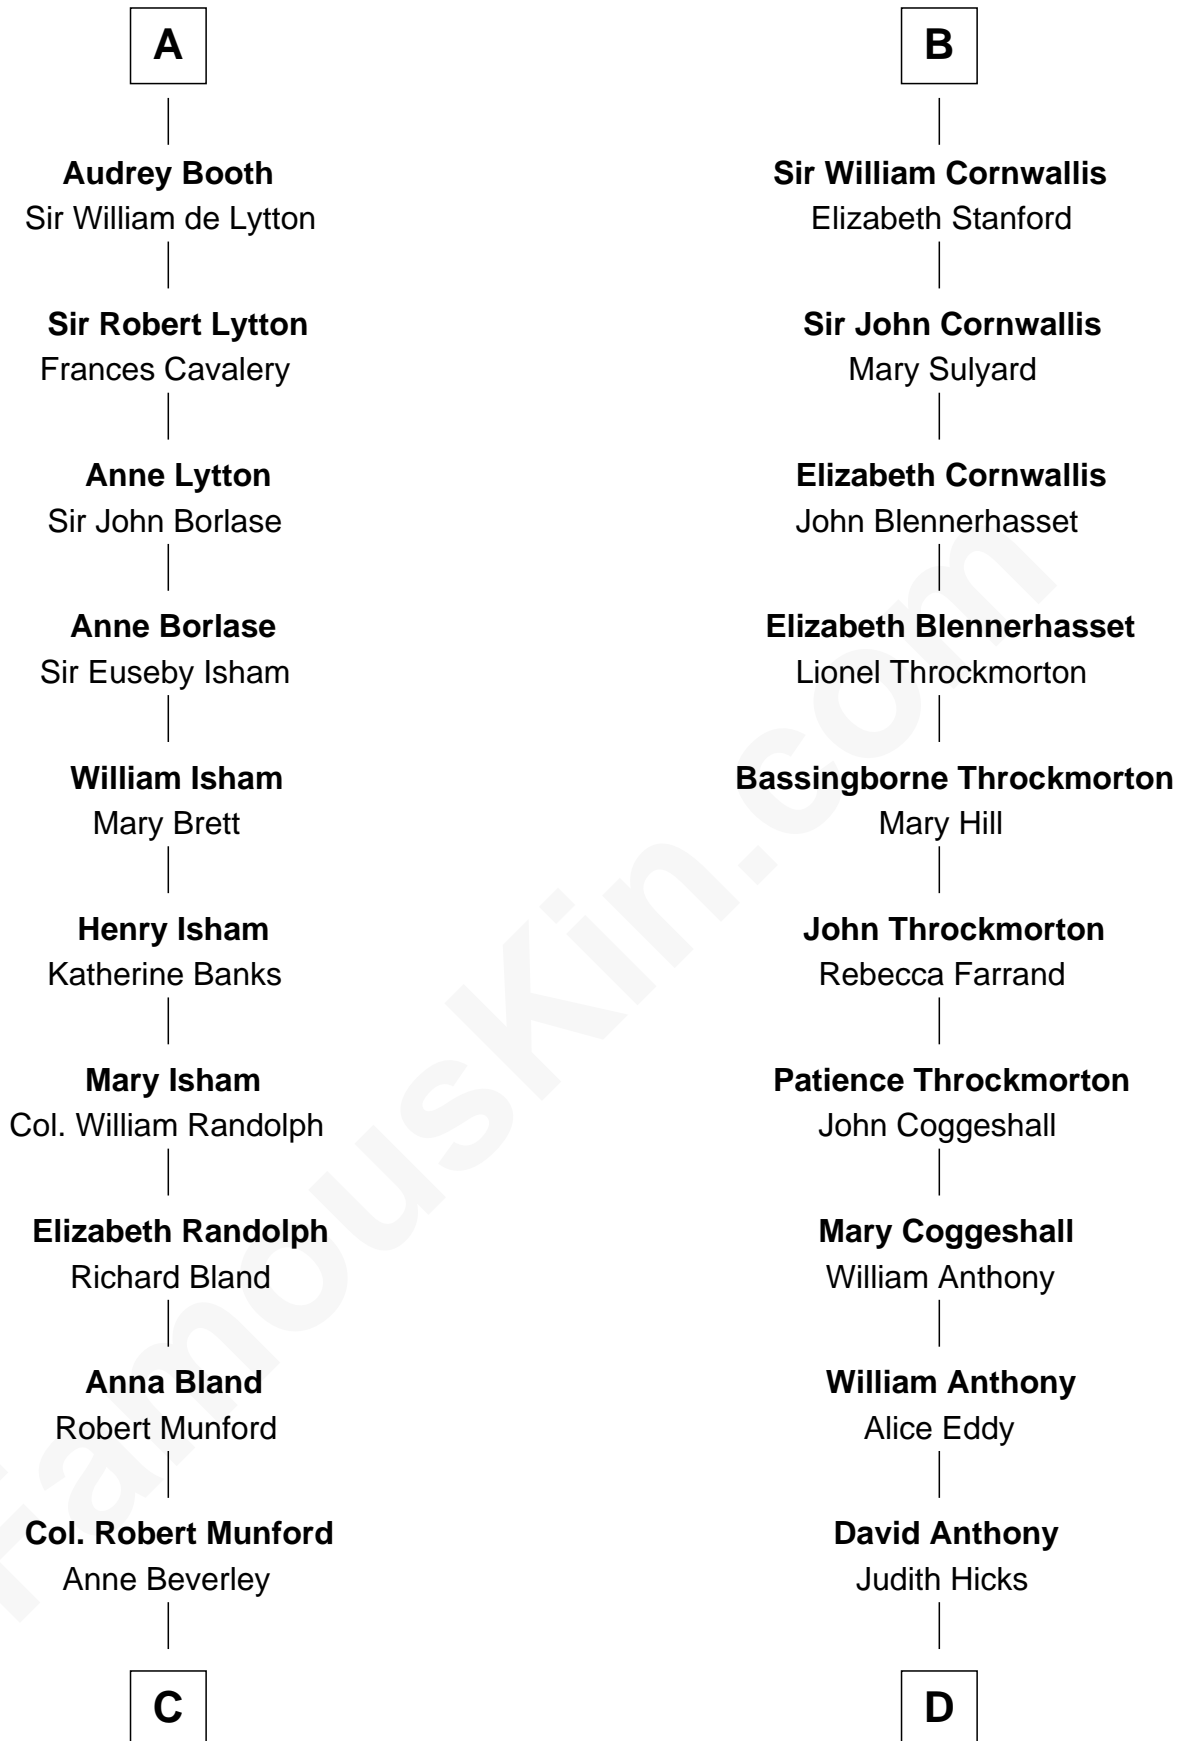 A
Audrey Booth
Sir William de Lytton
Sir Robert Lytton
Frances Cavalery
Anne Lytton
Sir John Borlase
Anne Borlase
Sir Euseby Isham
William Isham
Mary Brett
Henry Isham
Katherine Banks
Mary Isham
Col. William Randolph
Elizabeth Randolph
Richard Bland
Anna Bland
Robert Munford
Col. Robert Munford
Anne Beverley
C
B
Sir William Cornwallis
Elizabeth Stanford
Sir John Cornwallis
Mary Sulyard
Elizabeth Cornwallis
John Blennerhasset
Elizabeth Blennerhasset
Lionel Throckmorton
Bassingborne Throckmorton
Mary Hill
John Throckmorton
Rebecca Farrand
Patience Throckmorton
John Coggeshall
Mary Coggeshall
William Anthony
William Anthony
Alice Eddy
David Anthony
Judith Hicks
D
FamousKin.com